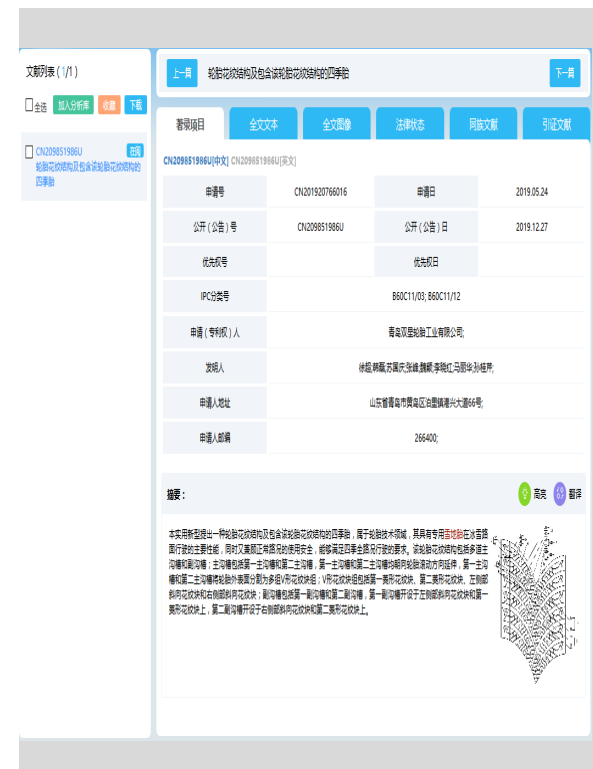 文献列表 ( 1/1 )
全选 加入分析库 收藏 下载
CN209851986U 在阅
轮胎花纹结构及包含该轮胎花纹结构的
四季胎
上一篇 轮胎花纹结构及包含该轮胎花纹结构的四季胎 下一篇
著录项目 全文文本 全文图像 法律状态 同族文献 引证文献
CN209851986U[中文] CN209851986U[英文]
申请号 CN201920766016 申请日 2019.05.24
公开 ( 公告 ) 号 CN209851986U 公开 ( 公告 ) 日 2019.12.27
优先权号 优先权日
IPC分类号 B60C11/03; B60C11/12
申请 ( 专利权 ) 人 青岛双星轮胎工业有限公司;
发明人 徐超;韩磊;苏国庆;张峰;魏颖;李晓红;马丽华;孙桂芹;
申请人地址 山东省青岛市黄岛区泊里镇港兴大道66号;
申请人邮编 266400;
摘要 : 高亮 翻译
本实用新型提出一种轮胎花纹结构及包含该轮胎花纹结构的四季胎，属于轮胎技术领域，其具有专用雪地胎在冰雪路
面行驶的主要性能，同时又兼顾正常路况的使用安全，能够满足四季全路况行驶的要求。该轮胎花纹结构包括多道主
沟槽和副沟槽；主沟槽包括第一主沟槽和第二主沟槽，第一主沟槽和第二主沟槽均朝向轮胎滚动方向延伸，第一主沟
槽和第二主沟槽将轮胎外表面分割为多组V形花纹块组；V形花纹块组包括第一菱形花纹块、第二菱形花纹块、左侧部
斜向花纹块和右侧部斜向花纹块；副沟槽包括第一副沟槽和第二副沟槽，第一副沟槽开设于左侧部斜向花纹块和第一
菱形花纹块上，第二副沟槽开设于右侧部斜向花纹块和第二菱形花纹块上。